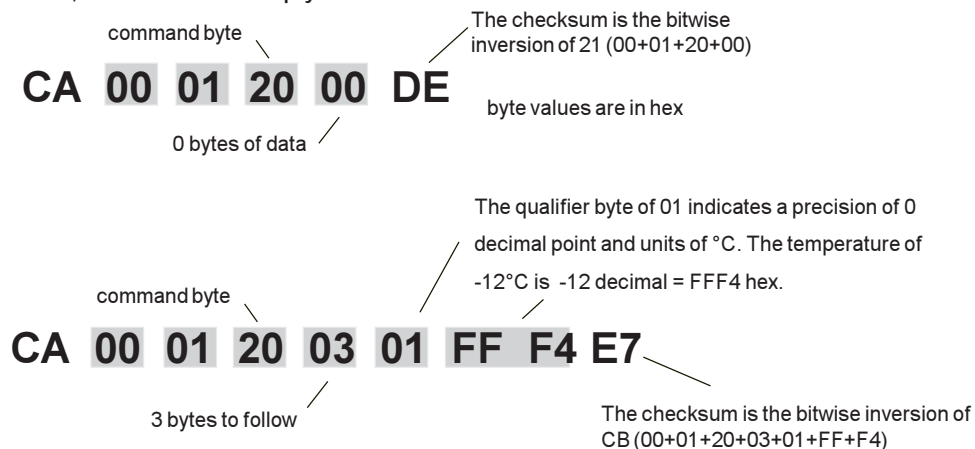 command byte
The checksum is the bitwise
inversion of 21 (00+01+20+00)
CA 00 01 20 00 DE
byte values are in hex
0 bytes of data
The qualifier byte of 01 indicates a precision of 0
decimal point and units of °C. The temperature of
-12°C is -12 decimal = FFF4 hex.
command byte
CA 00 01 20 03 01 FF F4 E7
3 bytes to follow
The checksum is the bitwise inversion of
CB (00+01+20+03+01+FF+F4)